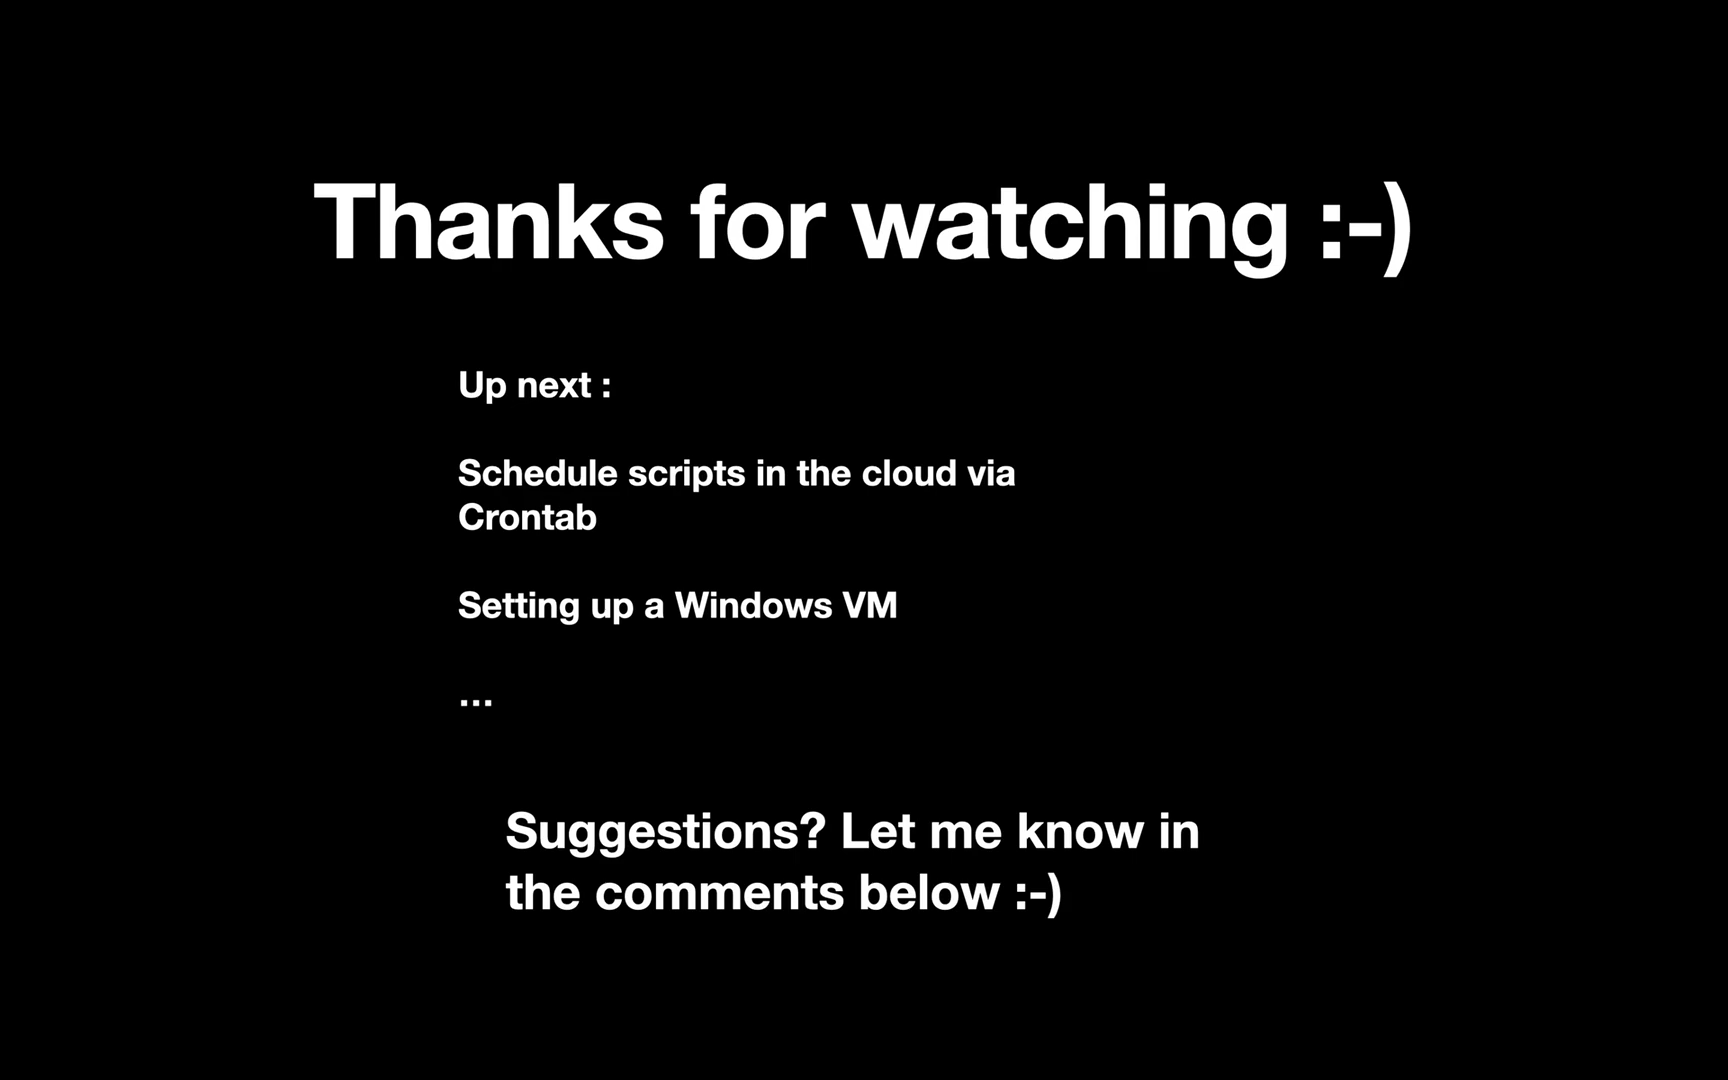 Thanks for watching :-)
Up next :
Schedule scripts in the cloud via
Crontab
Setting up a Windows VM
...
Suggestions? Let me know in
the comments below :-)